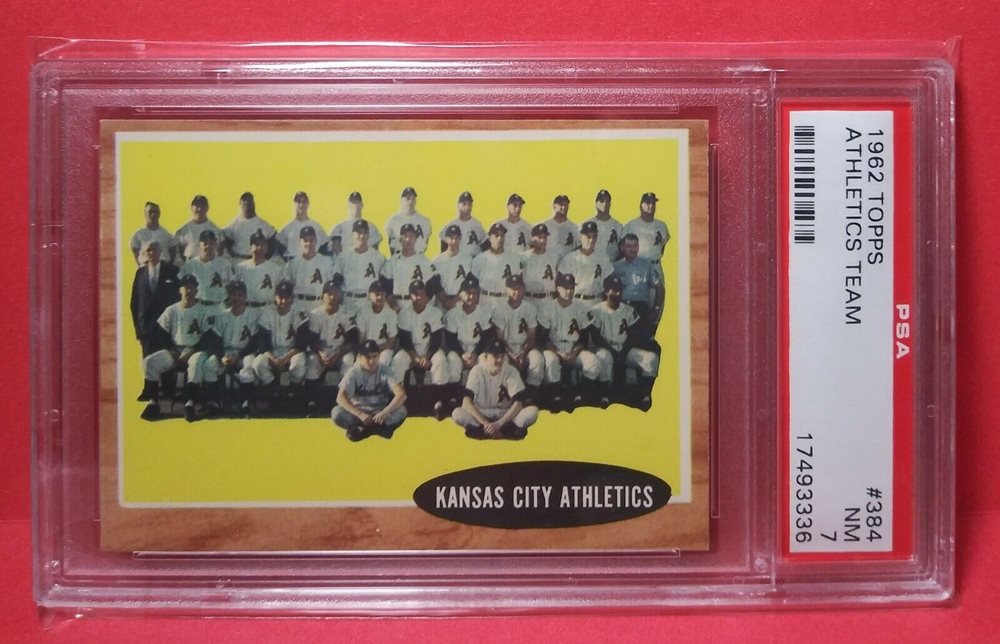 KANSAS CITY ATHLETICS
1962 TOPPS #384
ATHLETICS TEAM NM
7
17493336
PSA